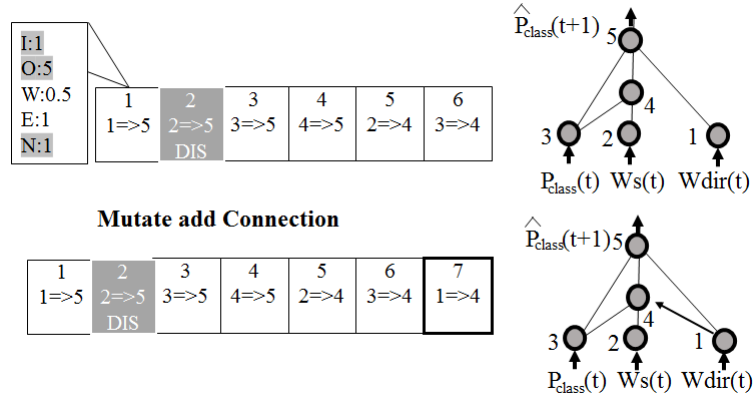 I:1
O:5
W:0.5
E:1
N:1
1 2 3 4 5 6
1=>5 2=>5 3=>5 4=>5 2=>4 3=>4
DIS
P̂class(t+1) 5
4
3 2 1
Pclass(t) Ws(t) Wdir(t)
Mutate add Connection
1 2 3 4 5 6 7
1=>5 2=>5 3=>5 4=>5 2=>4 3=>4 1=>4
DIS
P̂class(t+1) 5
4
3 2 1
Pclass(t) Ws(t) Wdir(t)